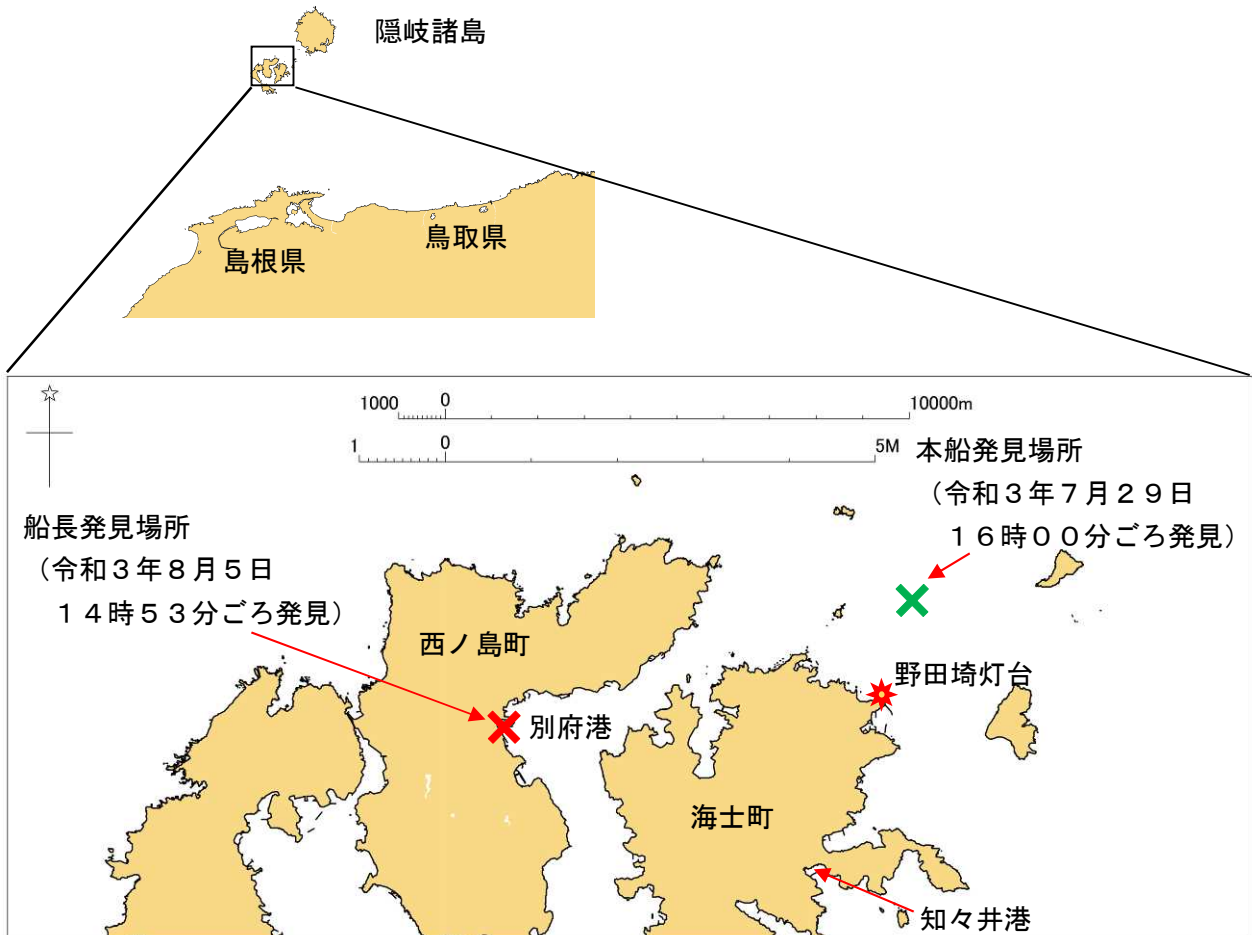 隠岐諸島
鳥取県
島根県
1000 0 10000m
1 0 5M
本船発見場所
(令和3年7月29日
16時00分ごろ発見)
船長発見場所
(令和3年8月5日
14時53分ごろ発見)
西ノ島町
野田埼灯台
別府港
海士町
知々井港